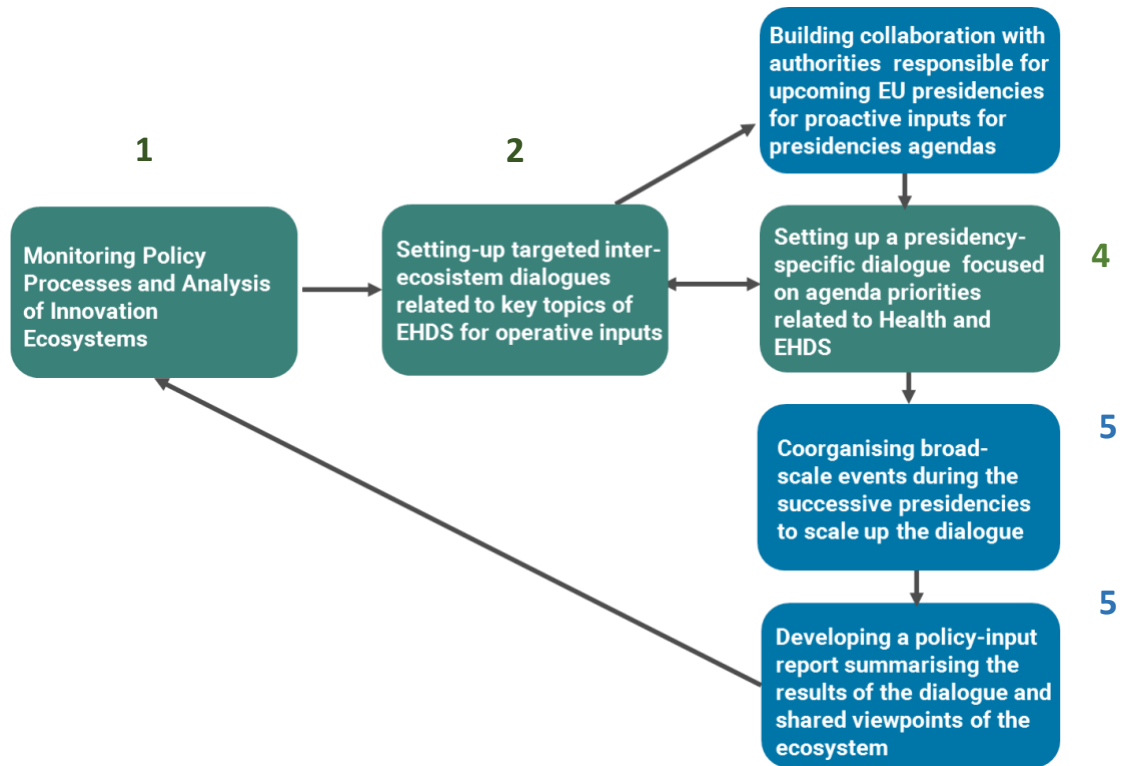 1
Monitoring Policy
Processes and Analysis
of Innovation
Ecosystems
2
Setting-up targeted inter-
ecosistem dialogues
related to key topics of
EHDS for operative inputs
Building collaboration with
authorities responsible for
upcoming EU presidencies
for proactive inputs for
presidencies agendas
Setting up a presidency-
specific dialogue focused
on agenda priorities
related to Health and
EHDS
4
Coorganising broad-
scale events during the
successive presidencies
to scale up the dialogue
5
Developing a policy-input
report summarising the
results of the dialogue and
shared viewpoints of the
ecosystem
5